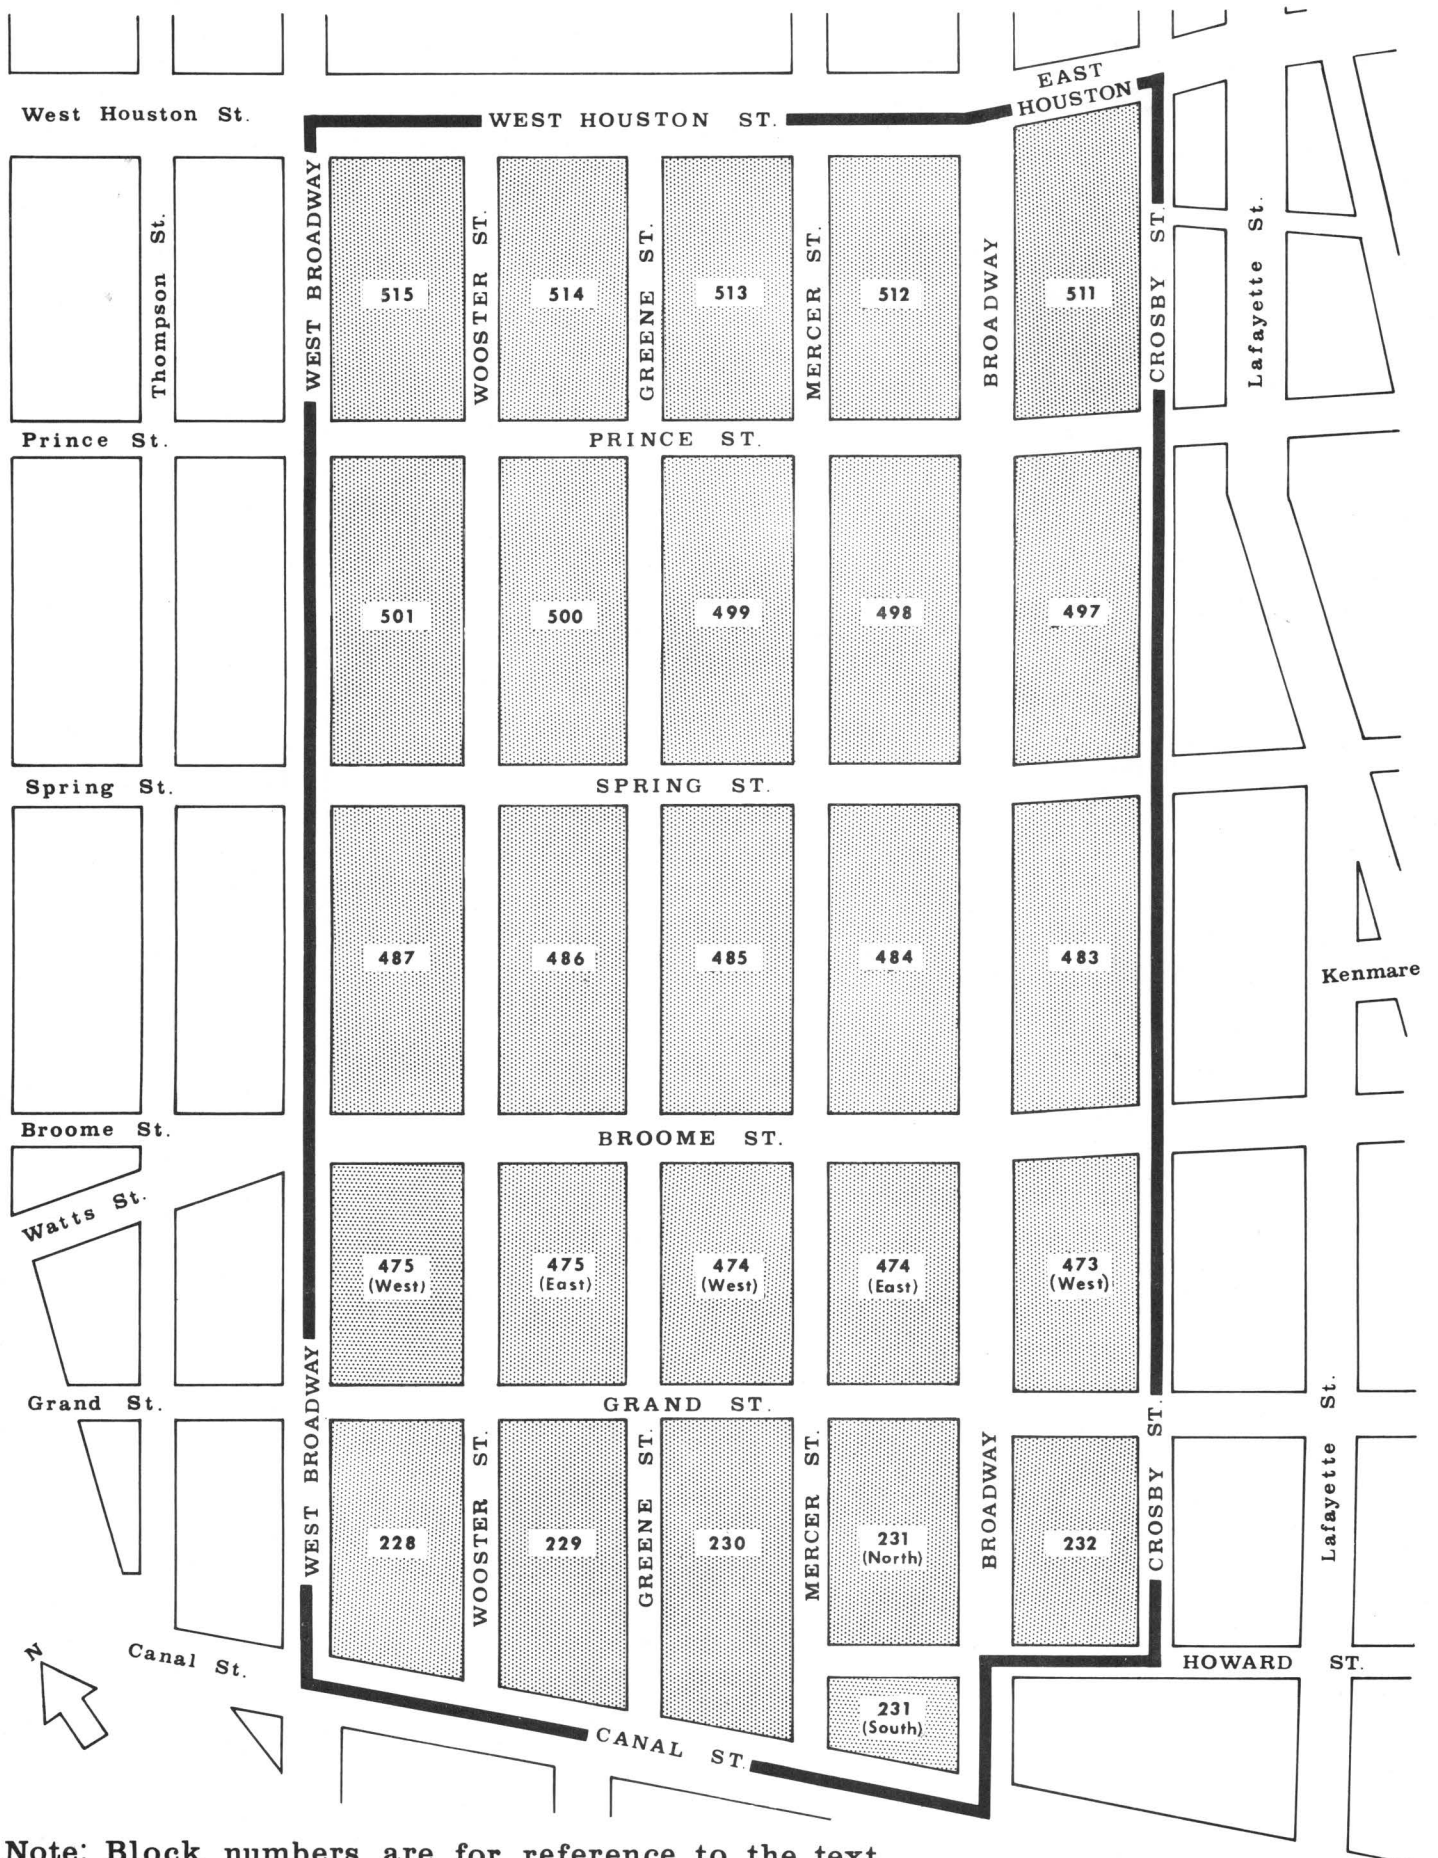 EAST
HOUSTON
West Houston St.
WEST HOUSTON ST.
Thompson St.
WEST BROADWAY
WOOSTER ST.
GREENE ST.
MERCER ST.
BROADWAY
CROSBY ST.
Lafayette St.
515
514
513
512
511
Prince St.
PRINCE ST.
501
500
499
498
497
Spring St.
SPRING ST.
487
486
485
484
483
Kenmare
Broome St.
BROOME ST.
Watts St.
475
(West)
475
(East)
474
(West)
474
(East)
473
(West)
Grand St.
GRAND ST.
WEST BROADWAY
WOOSTER ST.
GREENE ST.
MERCER ST.
BROADWAY
CROSBY ST.
Lafayette St.
228
229
230
231
(North)
232
N
Canal St.
HOWARD ST.
231
(South)
CANAL ST.
Note: Block numbers are for reference to the text